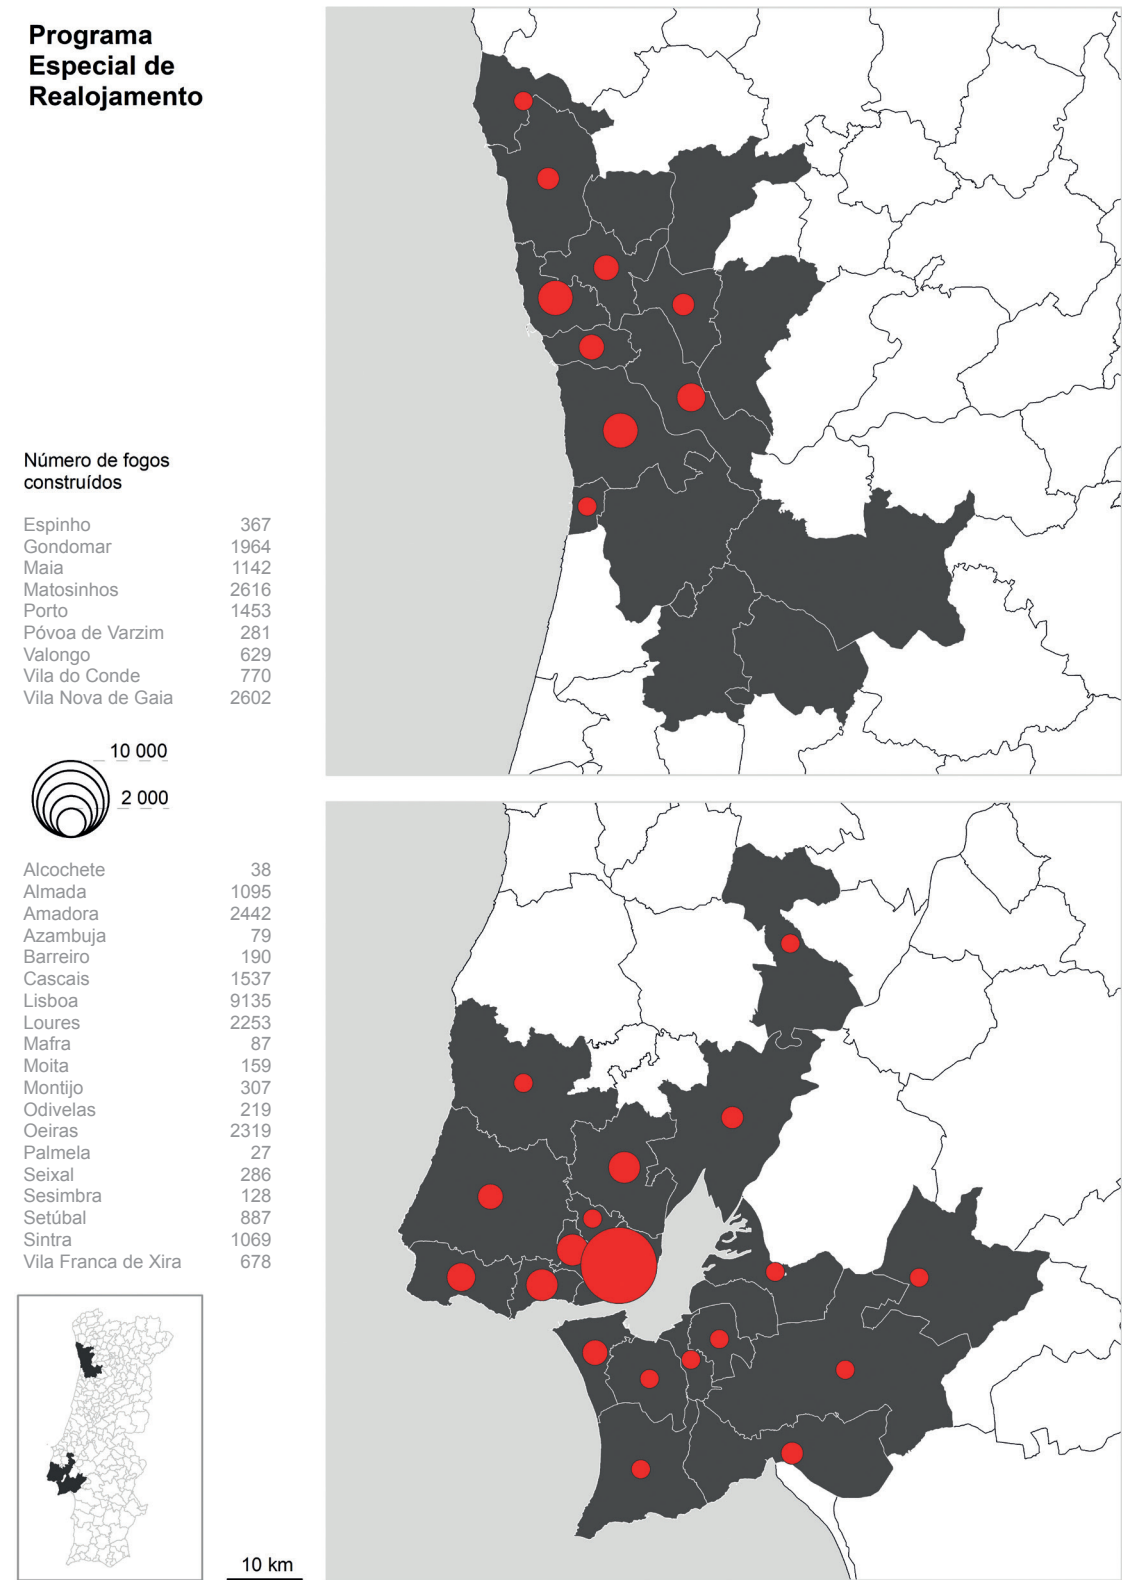 Programa
Especial de
Realojamento
Número de fogos
construídos
Espinho 367
Gondomar 1964
Maia 1142
Matosinhos 2616
Porto 1453
Póvoa de Varzim 281
Valongo 629
Vila do Conde 770
Vila Nova de Gaia 2602
10 000
2 000
Alcochete 38
Almada 1095
Amadora 2442
Azambuja 79
Barreiro 190
Cascais 1537
Lisboa 9135
Loures 2253
Mafra 87
Moita 159
Montijo 307
Odivelas 219
Oeiras 2319
Palmela 27
Seixal 286
Sesimbra 128
Setúbal 887
Sintra 1069
Vila Franca de Xira 678
10 km